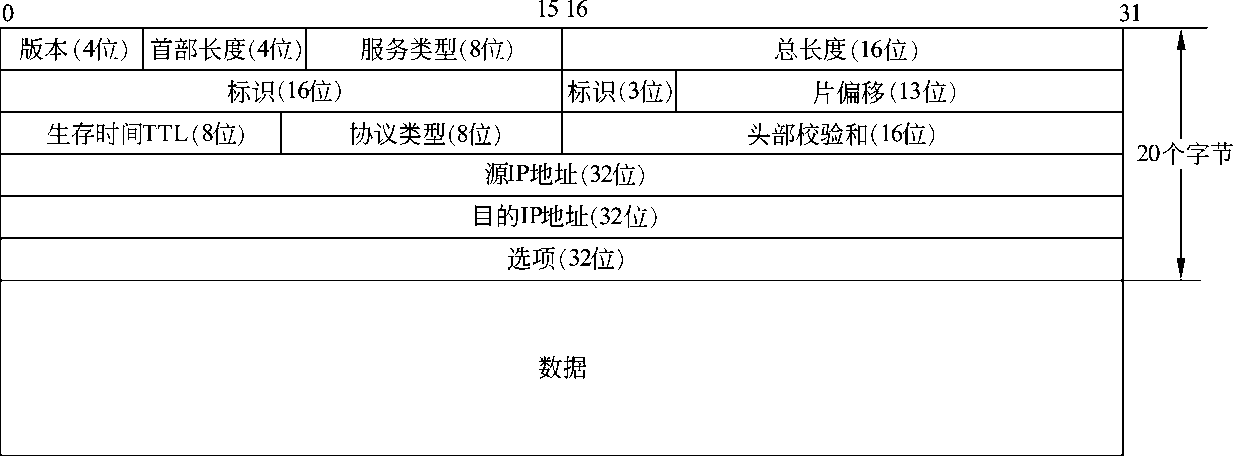 0 15 16 31
版本(4位) 首部长度(4位) 服务类型(8位) 总长度(16位)
标识(16位) 标识(3位) 片偏移(13位)
生存时间TTL(8位) 协议类型(8位) 头部校验和(16位)
20个字节
源IP地址(32位)
目的IP地址(32位)
选项(32位)
数据